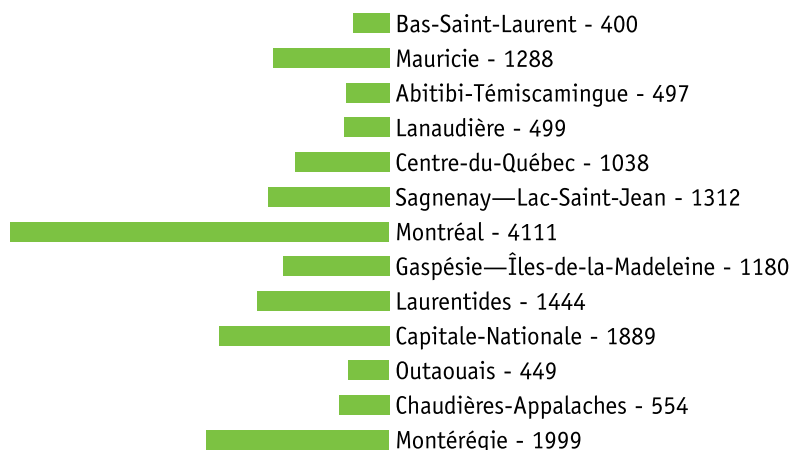 Bas-Saint-Laurent - 400
Mauricie - 1288
Abitibi-Témiscamingue - 497
Lanaudière - 499
Centre-du-Québec - 1038
Sagnenay—Lac-Saint-Jean - 1312
Montréal - 4111
Gaspésie—Îles-de-la-Madeleine - 1180
Laurentides - 1444
Capitale-Nationale - 1889
Outaouais - 449
Chaudières-Appalaches - 554
Montérégie - 1999